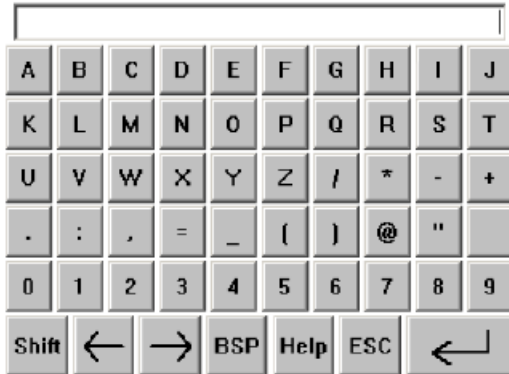 A B C D E F G H I J
K L M N O P Q R S T
U V W X Y Z / * - +
. : , = _ ( ) @ "
0 1 2 3 4 5 6 7 8 9
Shift ← → BSP Help ESC ↵